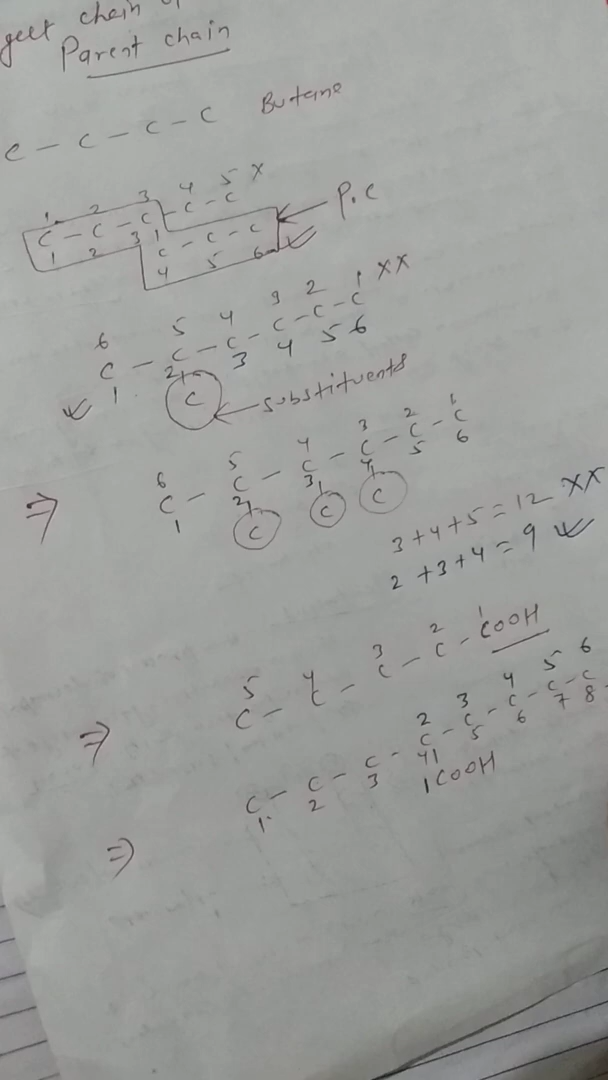 chain
Parent chain
C - C - C - C Butane
1 2 3 4 5 X
C - C - C - C - C
1 2 3 C - C - C P.C
4 5 6
6 5 4 3 2 1 XX
C - C - C - C - C - C
1 2 3 4 5 6
C substituents
6 5 4 3 2 1
⇒ C - C - C - C - C - C
1 2 3 4 5 6
C C C
3+4+5=12 XX
2+3+4=9
5 4 3 2 1
⇒ C - C - C - C - COOH
2 3 4 5 6
C - C - C - C - C - C - C - C
1. 2 3 4 5 6 7 8
⇒ 1 COOH